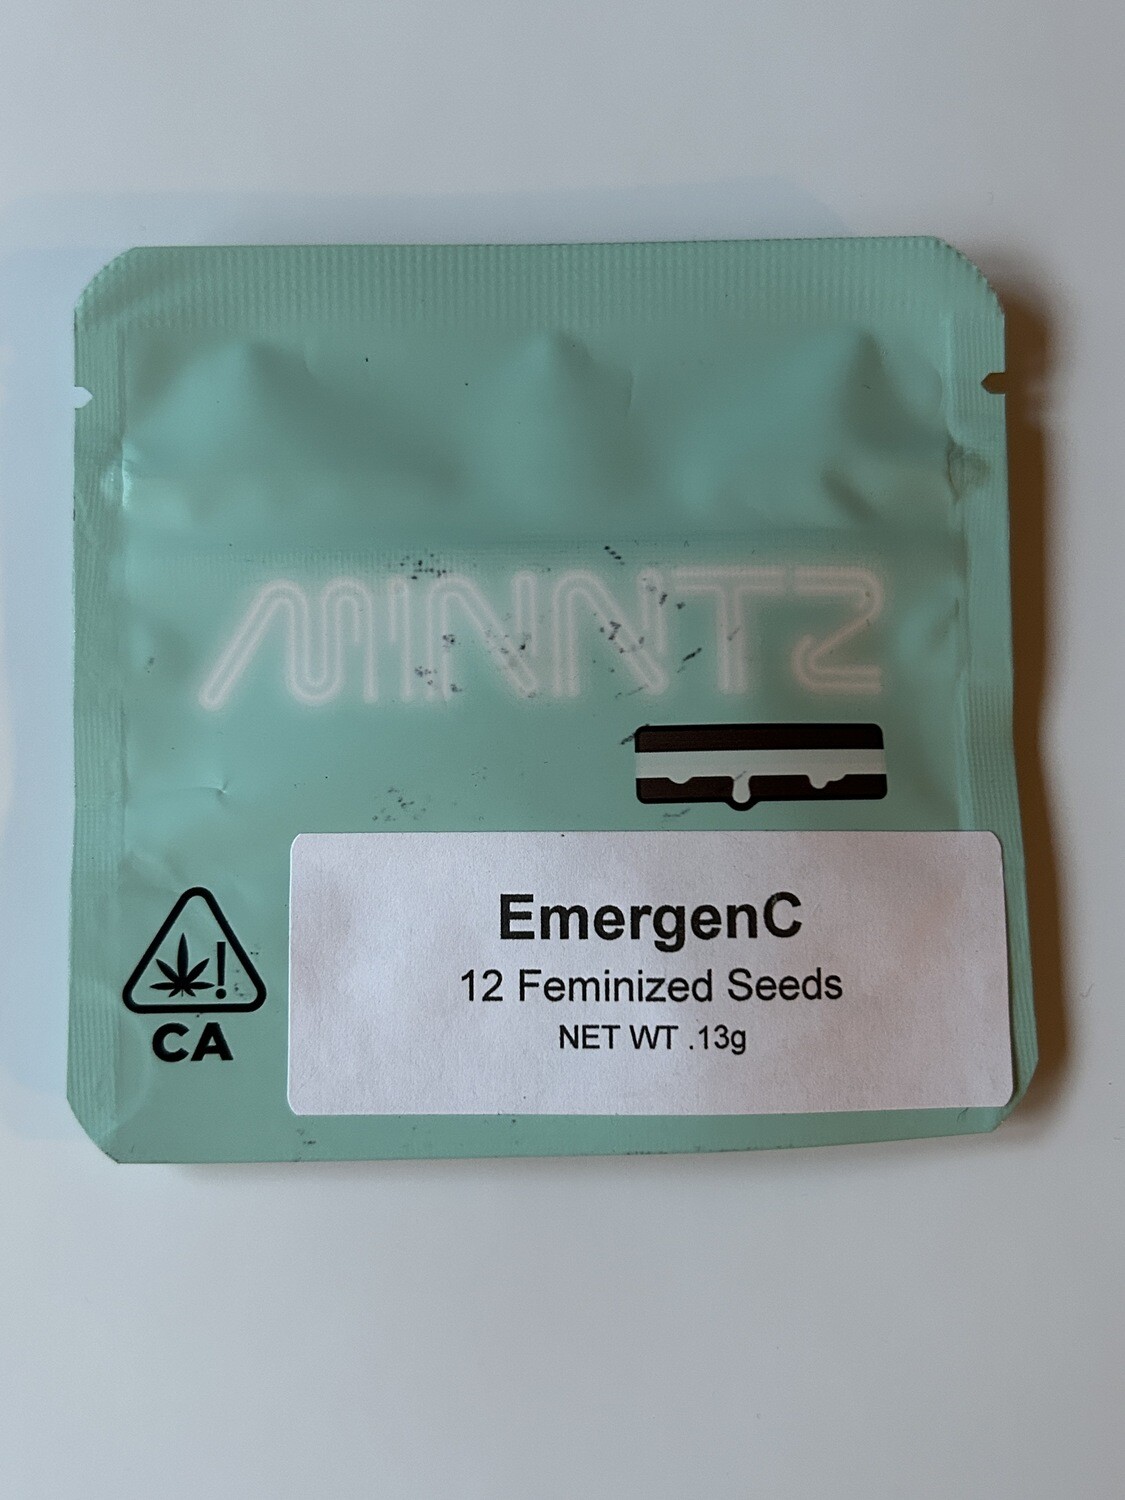 MINNTZ
EmergenC
12 Feminized Seeds
NET WT .13g
!
CA